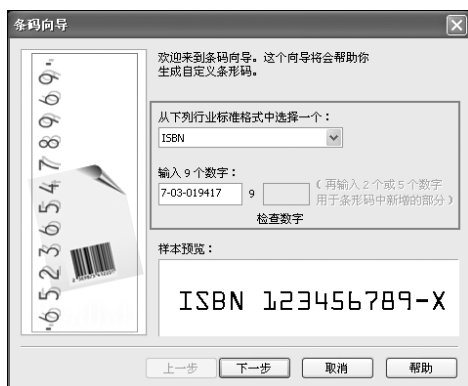 条码向导
欢迎来到条码向导。这个向导将会帮助你
生成自定义条形码。
从下列行业标准格式中选择一个：
ISBN
输入 9 个数字：
7-03-019417 9 （再输入 2 个或 5 个数字
用于条形码中新增的部分）
检查数字
样本预览：
ISBN 123456789-X
上一步 下一步 取消 帮助